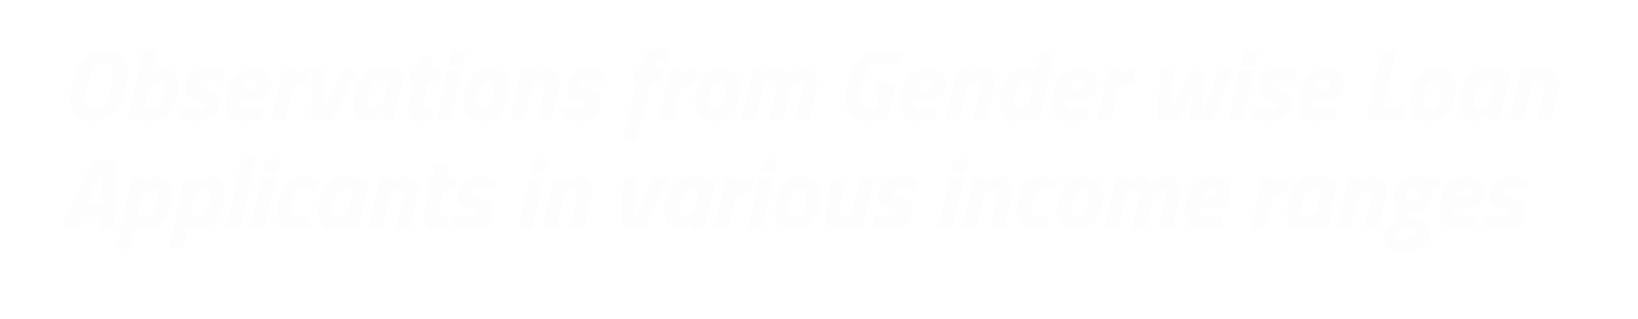 Observations from Gender wise Loan
Applicants in various income ranges